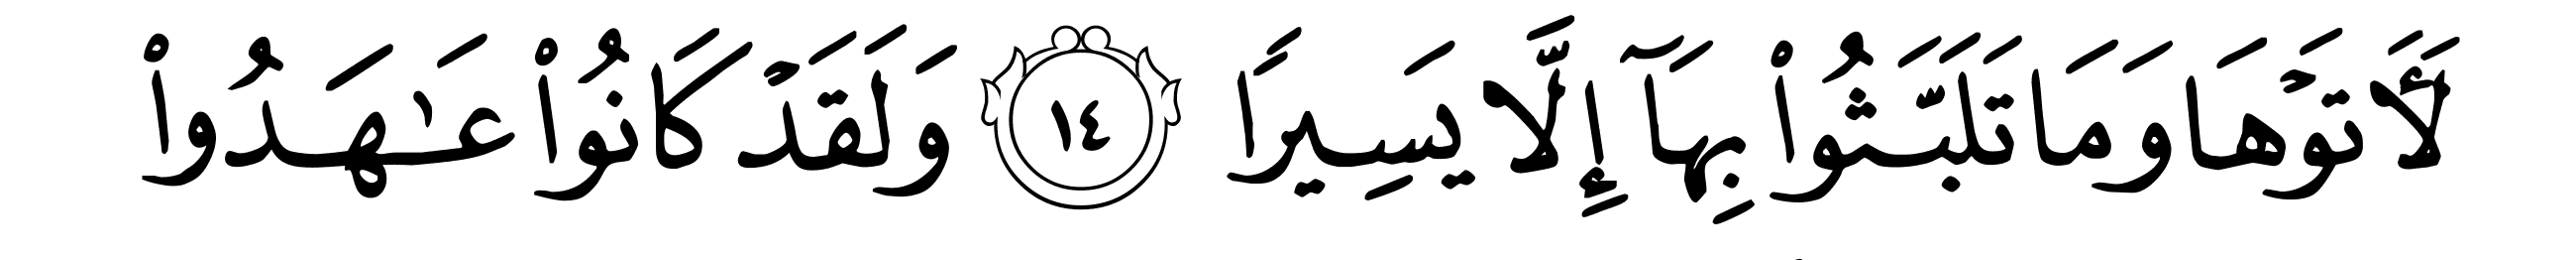 لَأَتَوْهَا وَمَا تَلَبَّثُواْ بِهَآ إِلَّا يَسِيرًا ١٤ وَلَقَدۡ كَانُواْ عَٰهَدُواْ